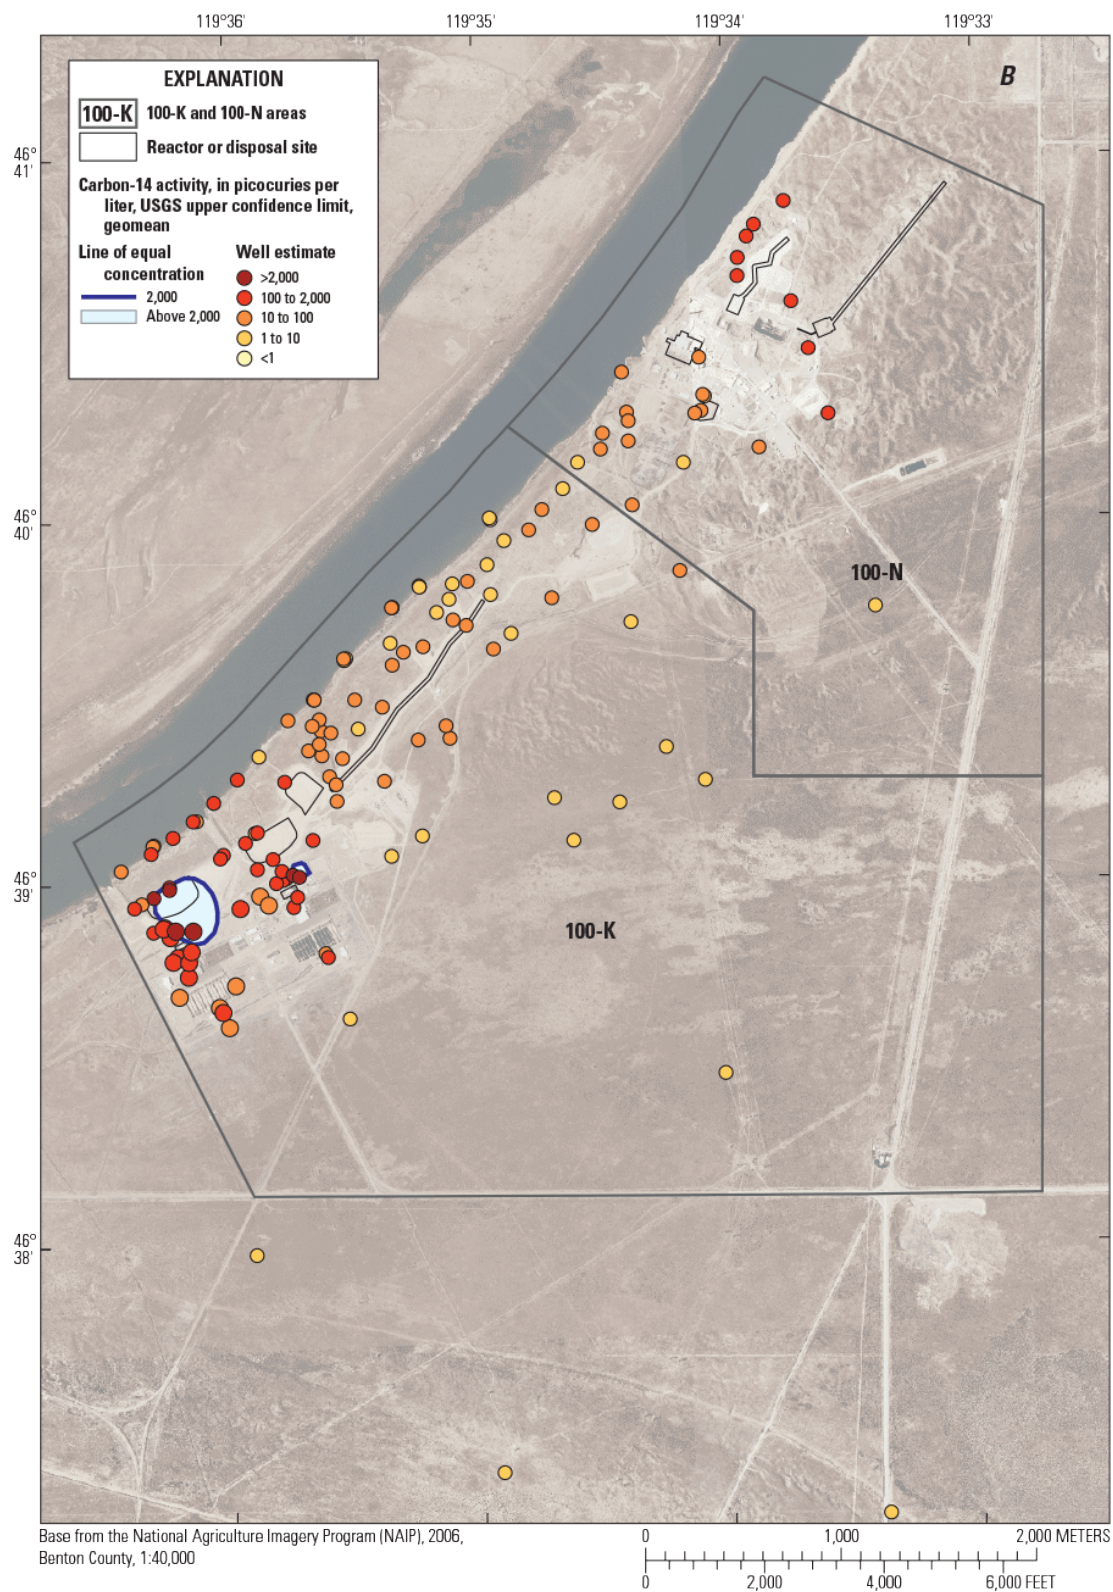 119°36' 119°35' 119°34' 119°33'
B
EXPLANATION
100-K 100-K and 100-N areas
Reactor or disposal site
Carbon-14 activity, in picocuries per
liter, USGS upper confidence limit,
geomean
Line of equal
concentration
2,000
Above 2,000
Well estimate
>2,000
100 to 2,000
10 to 100
1 to 10
<1
46°
41'
46°
40'
100-N
46°
39'
100-K
46°
38'
Base from the National Agriculture Imagery Program (NAIP), 2006,
Benton County, 1:40,000
0 1,000 2,000 METERS
0 2,000 4,000 6,000 FEET